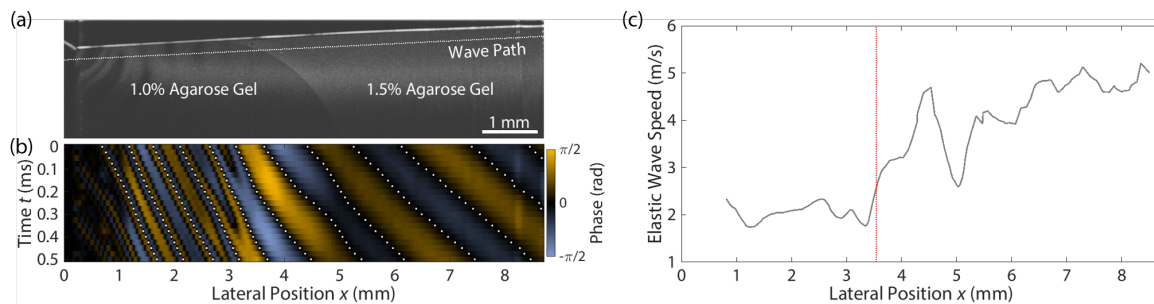 (a)
Wave Path
1.0% Agarose Gel
1.5% Agarose Gel
1 mm
(b)
Time t (ms)
0
0.1
0.2
0.3
0.4
0.5
0 1 2 3 4 5 6 7 8
Lateral Position x (mm)
π/2
0
-π/2
Phase (rad)
(c)
Elastic Wave Speed (m/s)
6
5
4
3
2
1
0 1 2 3 4 5 6 7 8
Lateral Position x (mm)